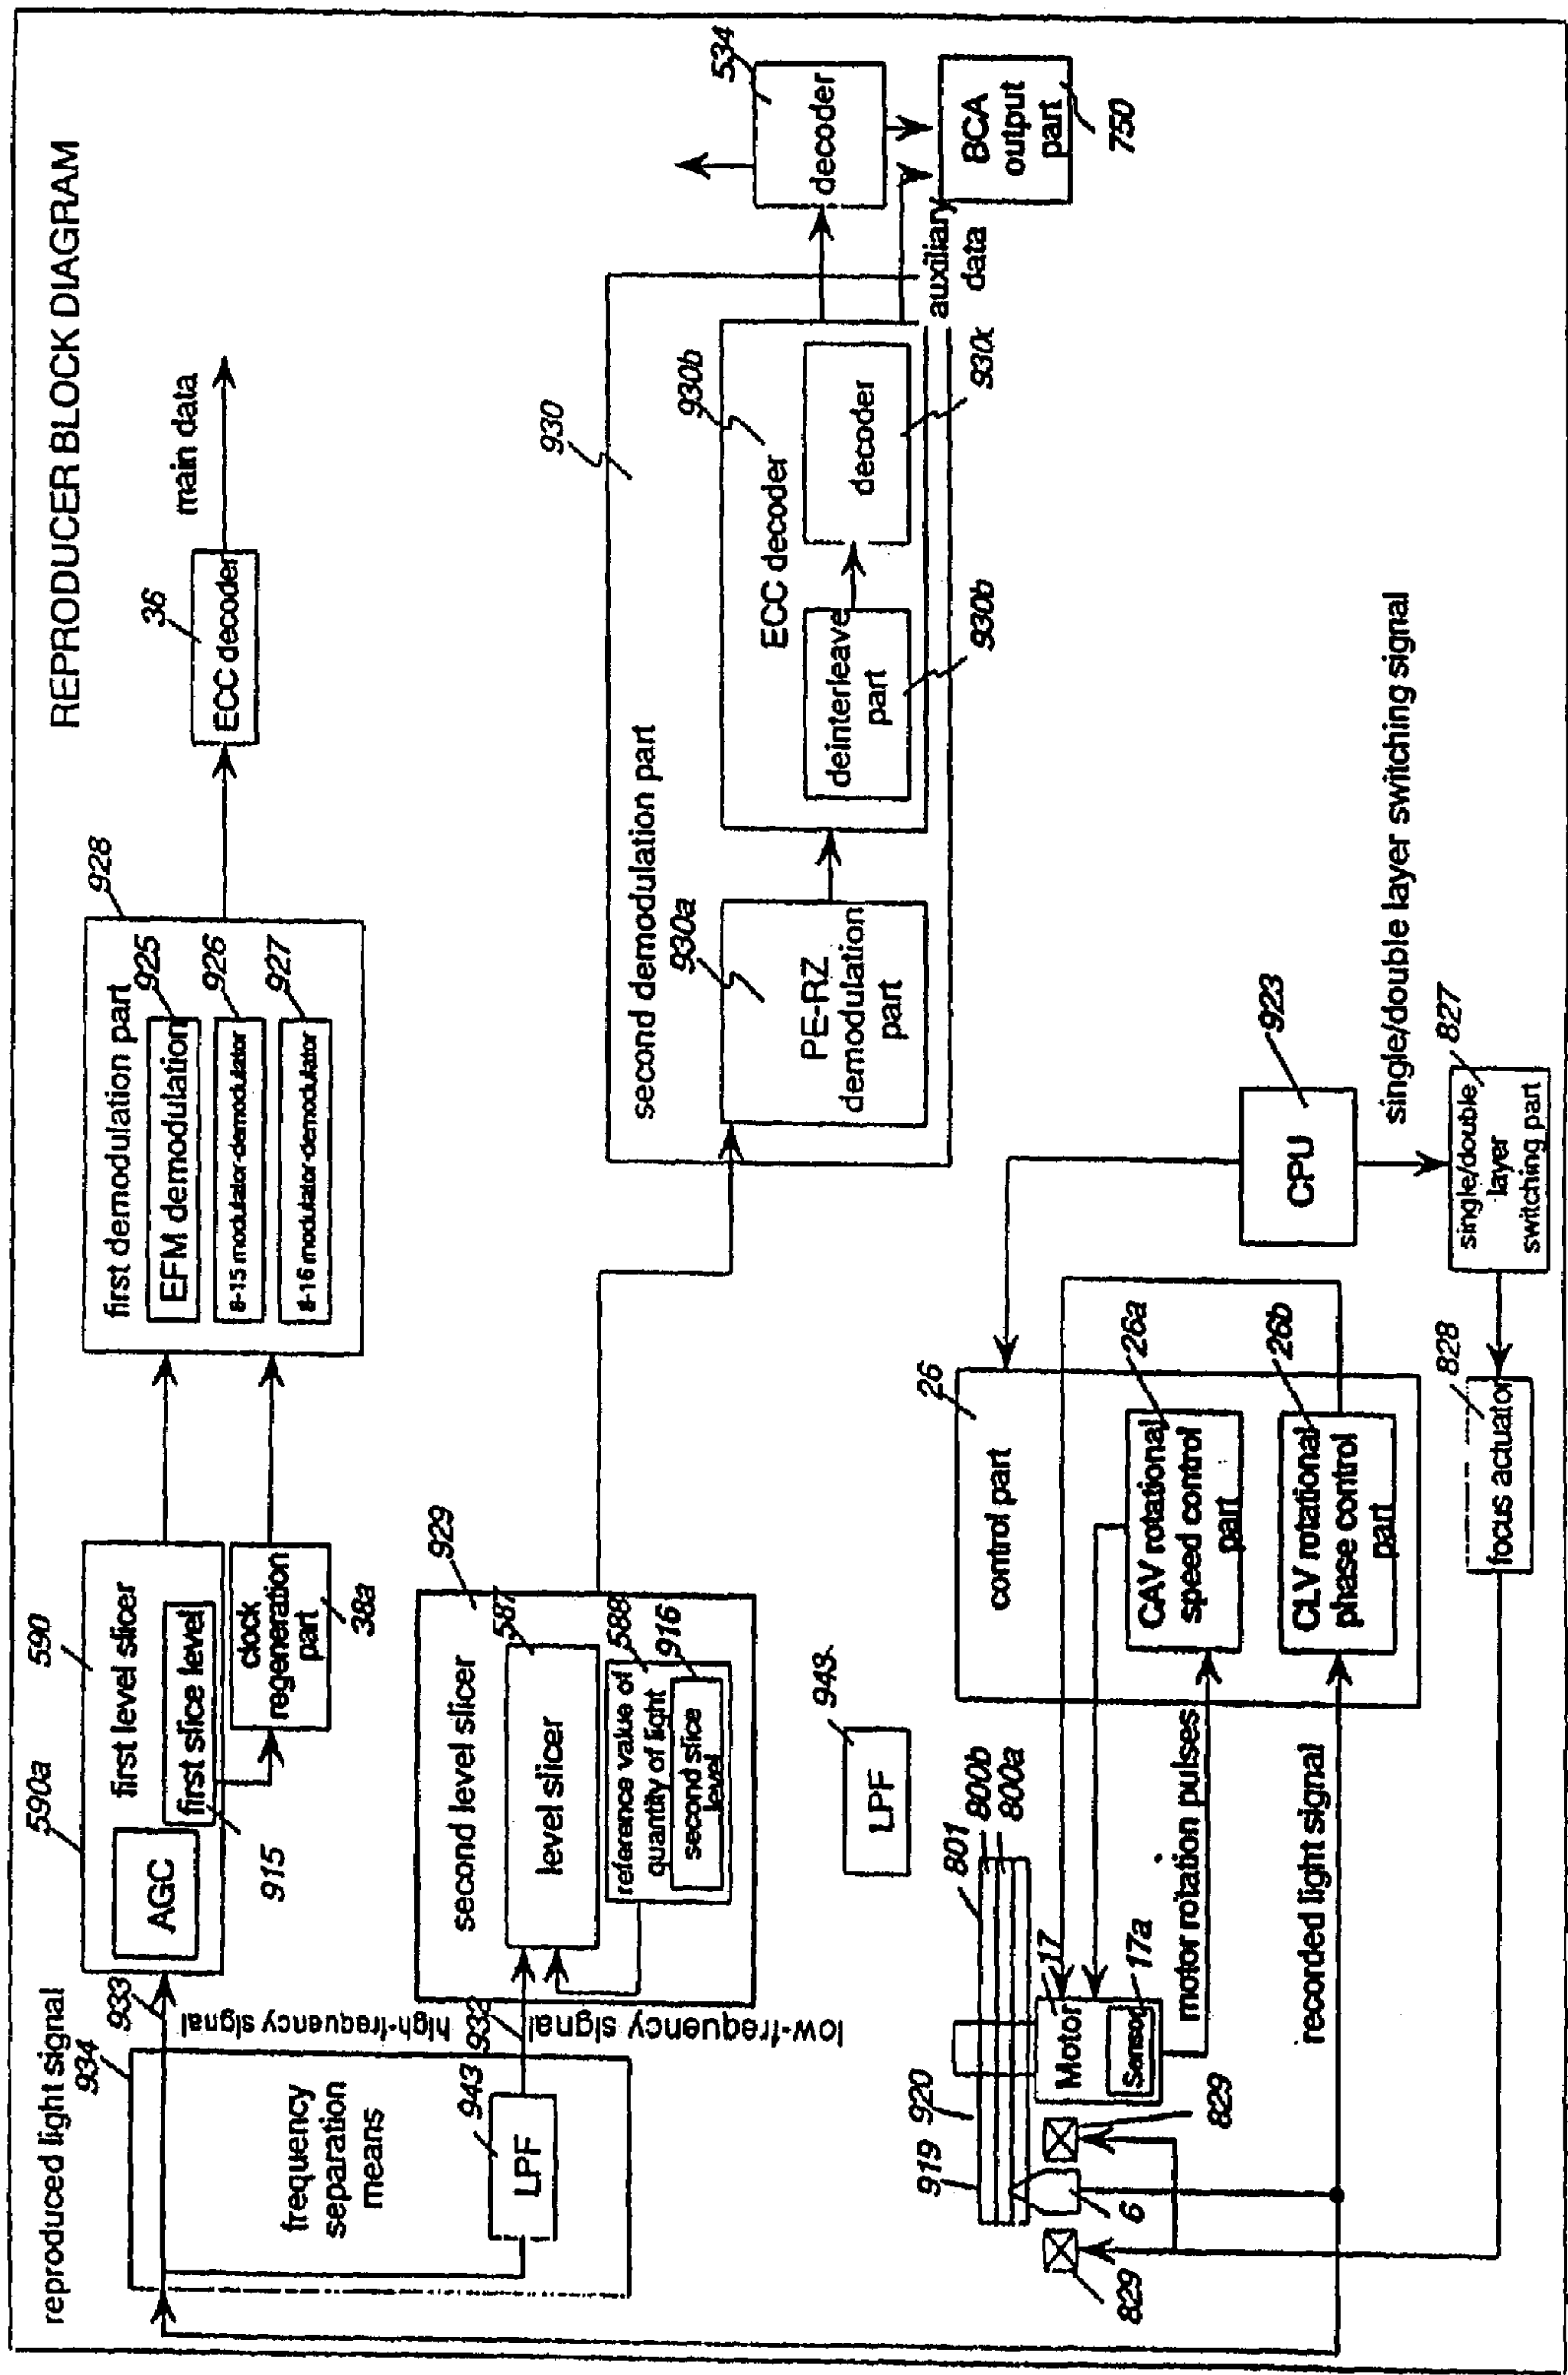 REPRODUCER BLOCK DIAGRAM
reproduced light signal
934
933
high-frequency signal
frequency
separation
means
943
LPF
932
low-frequency signal
590a
590
first level slicer
AGC
first slice level
915
clock
regeneration
part
38a
928
first demodulation part
925
EFM demodulation
926
8-15 modulator-demodulator
927
8-16 modulator-demodulator
36
ECC decoder
main data
929
second level slicer
587
level slicer
588
reference value of
quantity of light
916
second slice
level
930
second demodulation part
930a
PE-RZ
demodulation
part
930b
ECC decoder
deinterleave
part
930b
decoder
930c
auxiliary
data
534
decoder
BCA
output
part
750
943
LPF
919
920
801
800b
800a
17
Motor
Sensor
17a
829
829
6
motor rotation pulses
recorded light signal
26
control part
26a
CAV rotational
speed control
part
26b
CLV rotational
phase control
part
923
CPU
single/double layer switching signal
827
single/double
layer
switching part
828
focus actuator